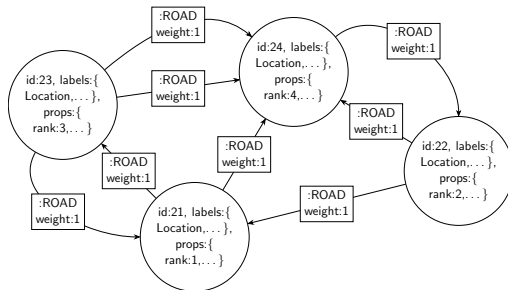 :ROAD
weight:1
id:24, labels:{
Location,... },
props:{
rank:4,... }
:ROAD
weight:1
id:23, labels:{
Location,... },
props:{
rank:3,... }
:ROAD
weight:1
:ROAD
weight:1
:ROAD
weight:1
:ROAD
weight:1
id:22, labels:{
Location,... },
props:{
rank:2,... }
:ROAD
weight:1
id:21, labels:{
Location,... },
props:{
rank:1,... }
:ROAD
weight:1